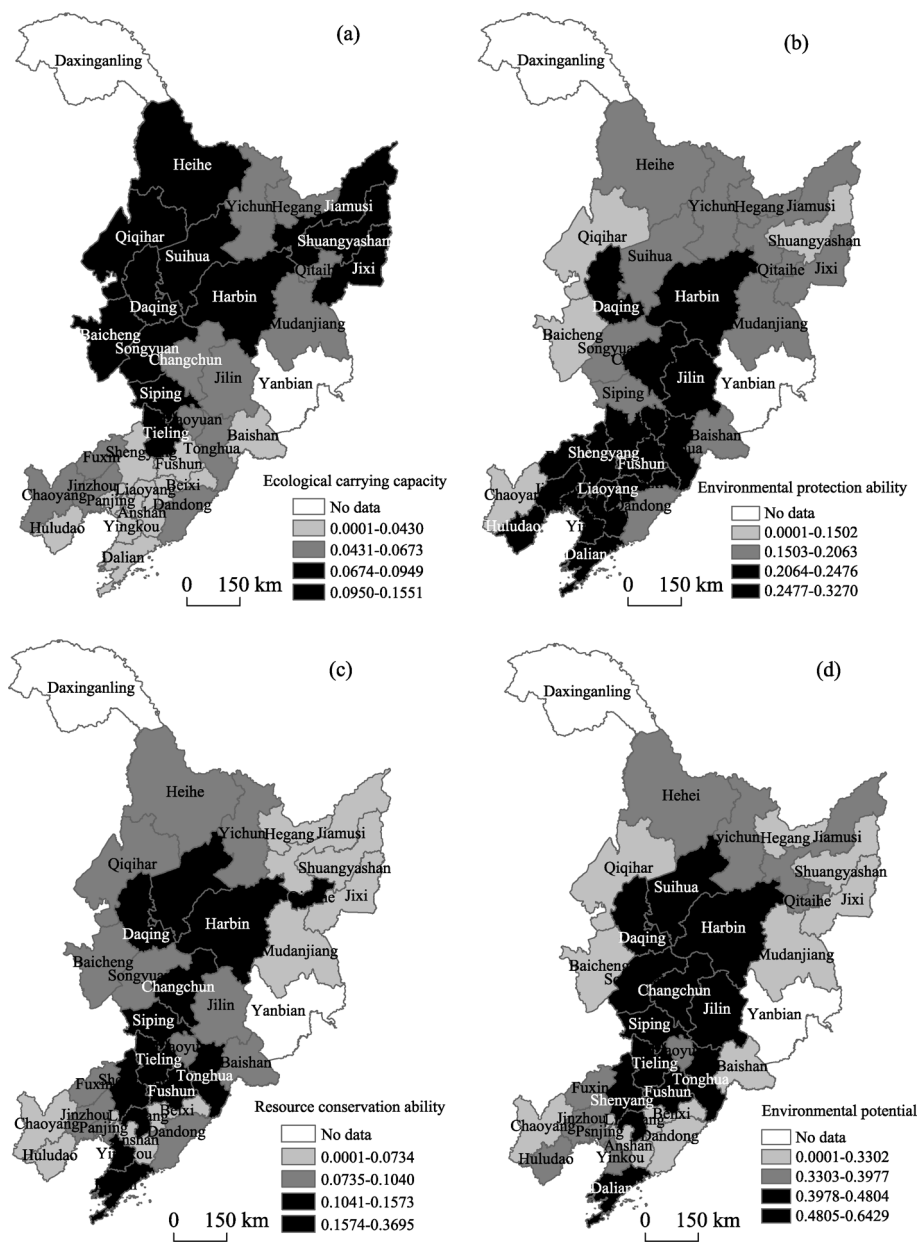 (a)
Daxinganling
Heihe
Yichun
Hegang
Jiamusi
Qiqihar
Suihua
Shuangyashan
Qitaihe
Jixi
Harbin
Daqing
Mudanjiang
Baicheng
Songyuan
Changchun
Jilin
Yanbian
Siping
Tieling
Baishan
Tonghua
Fuxin
Fushun
Jinzhou
Chaoyang
Panjing
Liaoyang
Beixi
Dandong
Anshan
Huludao
Yingkou
Dalian
Ecological carrying capacity
No data
0.0001-0.0430
0.0431-0.0673
0.0674-0.0949
0.0950-0.1551
0 150 km
(b)
Daxinganling
Heihe
Yichun
Hegang
Jiamusi
Qiqihar
Suihua
Shuangyashan
Qitaihe
Jixi
Daqing
Harbin
Mudanjiang
Baicheng
Jilin
Yanbian
Siping
Baishan
Shengyang
Fushun
Liaoyang
Dalian
Environmental protection ability
No data
0.0001-0.1502
0.1503-0.2063
0.2064-0.2476
0.2477-0.3270
0 150 km
(c)
Daxinganling
Heihe
Yichun
Hegang
Jiamusi
Qiqihar
Shuangyashan
Jixi
Harbin
Daqing
Mudanjiang
Baicheng
Changchun
Jilin
Yanbian
Siping
Tieling
Baishan
Tonghua
Fuxin
Fushun
Jinzhou
Chaoyang
Panjing
Beixi
Dandong
Huludao
Resource conservation ability
No data
0.0001-0.0734
0.0735-0.1040
0.1041-0.1573
0.1574-0.3695
0 150 km
(d)
Daxinganling
Hehei
Hegang
Jiamusi
Qiqihar
Suihua
Shuangyashan
Qitaihe
Jixi
Harbin
Daqing
Mudanjiang
Baicheng
Changchun
Jilin
Yanbian
Siping
Tieling
Baishan
Tonghua
Fuxin
Fushun
Shenyang
Jinzhou
Chaoyang
Psnjing
Dandong
Anshan
Huludao
Yinkou
Dalian
Environmental potential
No data
0.0001-0.3302
0.3303-0.3977
0.3978-0.4804
0.4805-0.6429
0 150 km